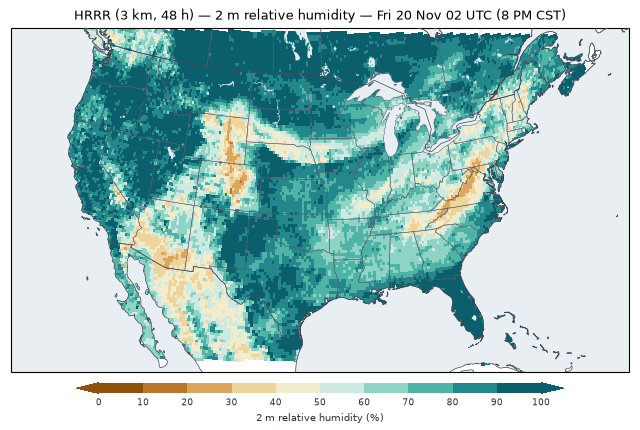 HRRR (3 km, 48 h) — 2 m relative humidity — Fri 20 Nov 02 UTC (8 PM CST)
0 10 20 30 40 50 60 70 80 90 100
2 m relative humidity (%)